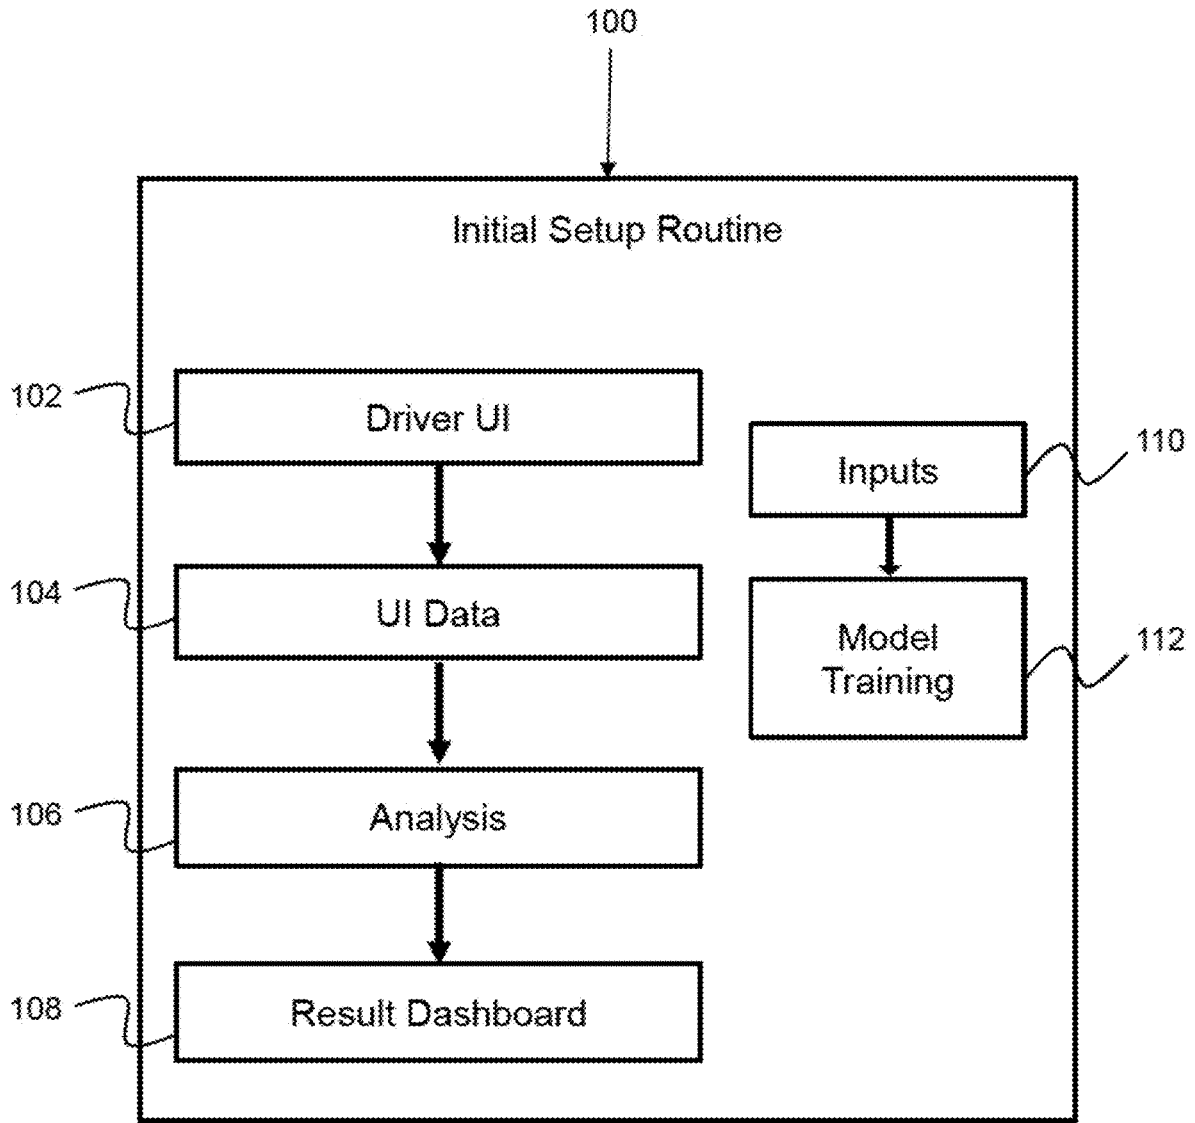 100
Initial Setup Routine
102
Driver UI
104
UI Data
106
Analysis
108
Result Dashboard
110
Inputs
112
Model
Training